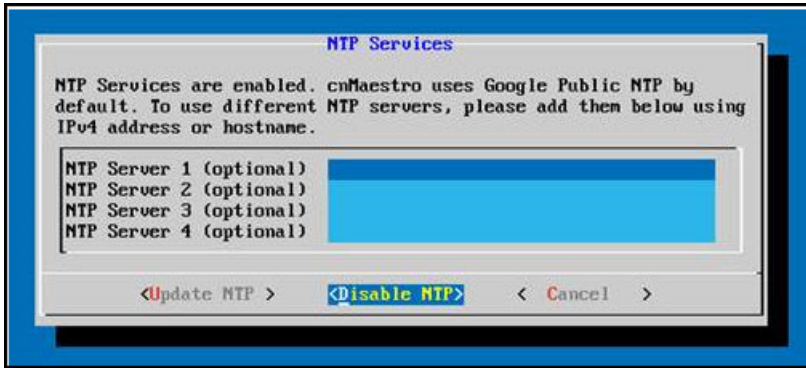 NTP Services
NTP Services are enabled. cnMaestro uses Google Public NTP by
default. To use different NTP servers, please add them below using
IPv4 address or hostname.
NTP Server 1 (optional)
NTP Server 2 (optional)
NTP Server 3 (optional)
NTP Server 4 (optional)
<Update NTP > <Disable NTP> < Cancel >